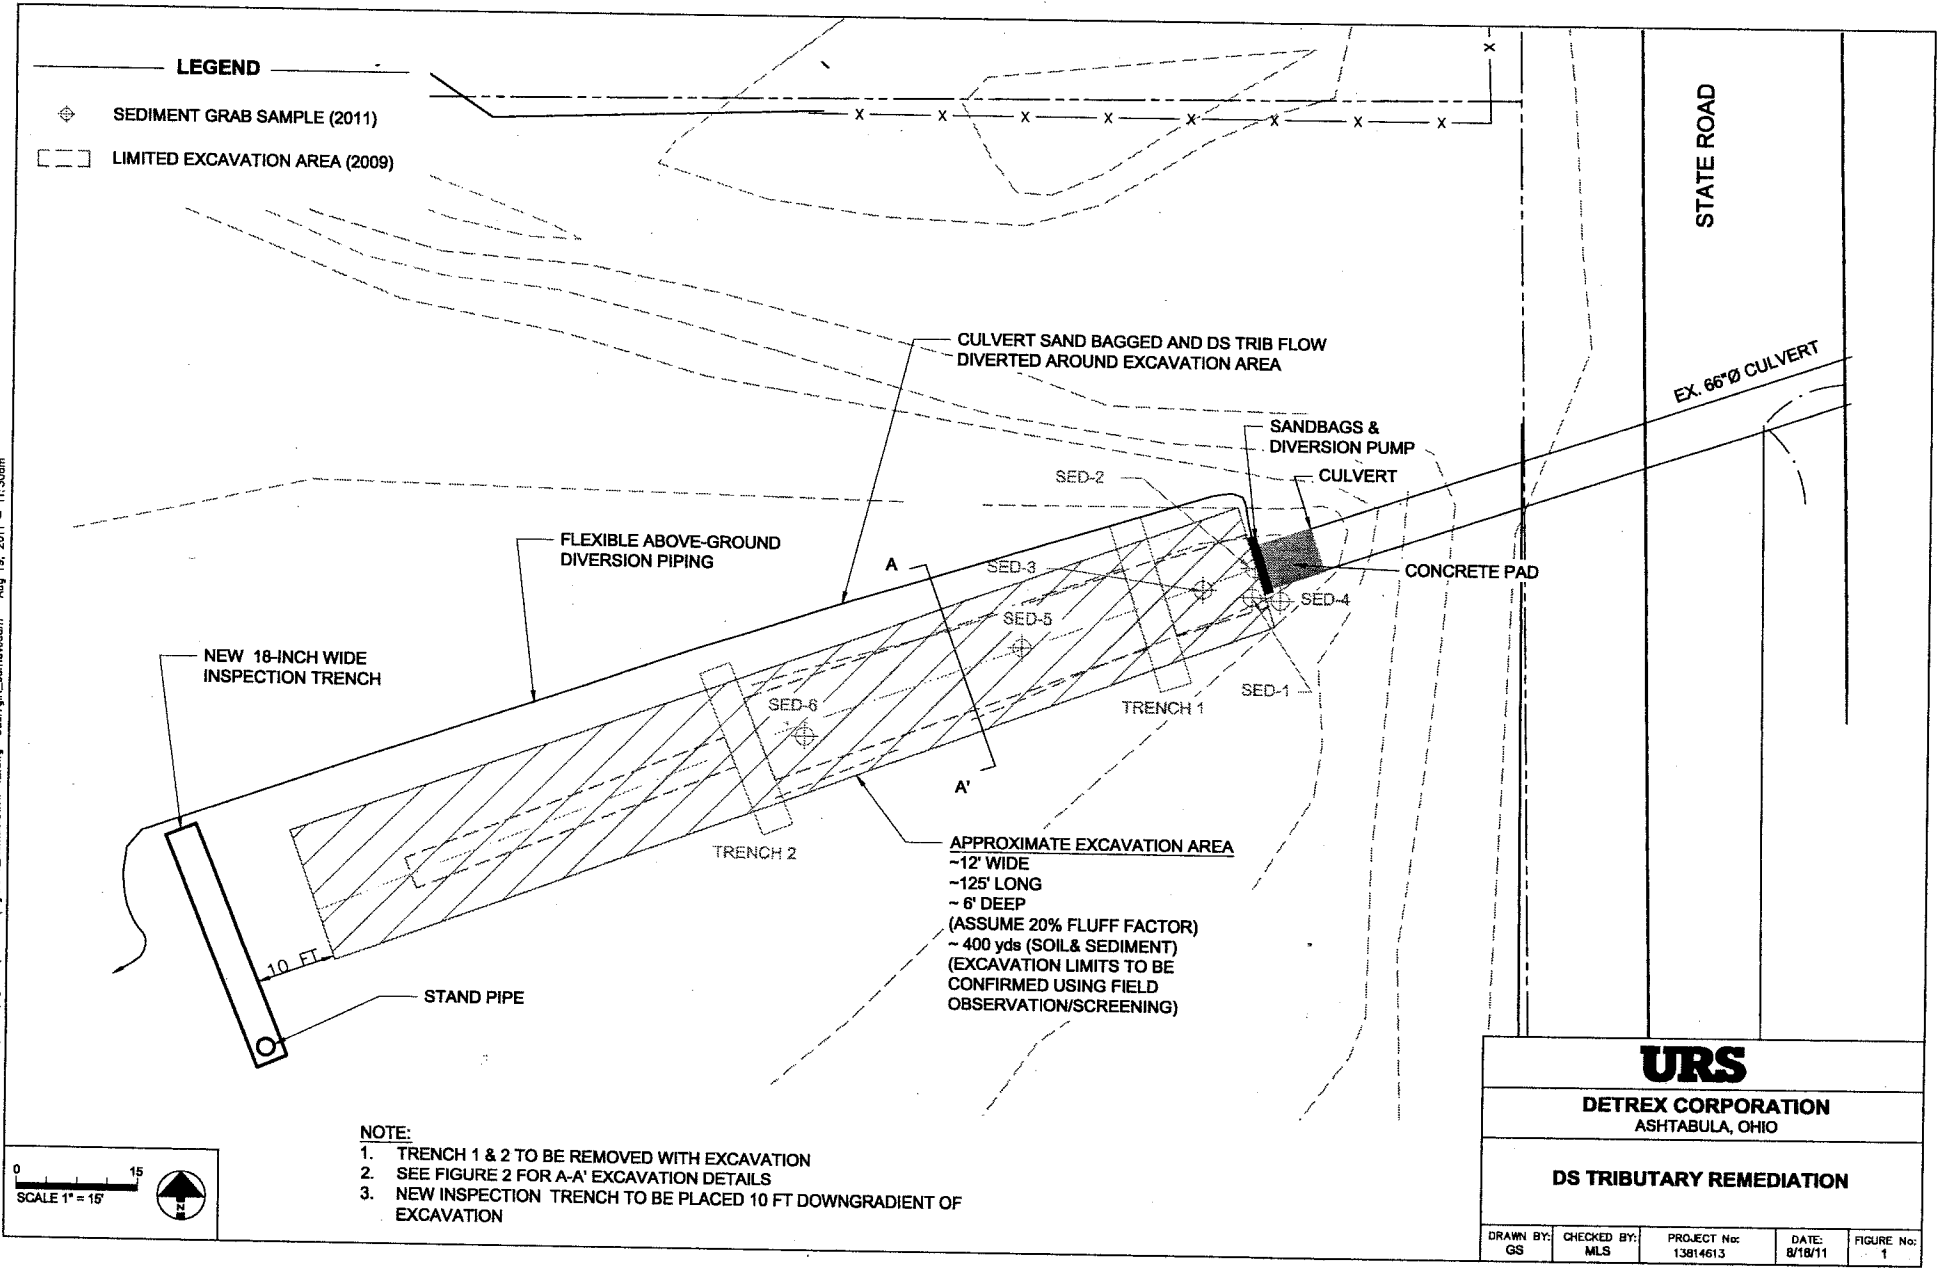 LEGEND
SEDIMENT GRAB SAMPLE (2011)
LIMITED EXCAVATION AREA (2009)
X
X X X X X X X X
STATE ROAD
CULVERT SAND BAGGED AND DS TRIB FLOW
DIVERTED AROUND EXCAVATION AREA
EX. 66"Ø CULVERT
SANDBAGS &
DIVERSION PUMP
CULVERT
SED-2
FLEXIBLE ABOVE-GROUND
DIVERSION PIPING
A
SED-3
CONCRETE PAD
SED-4
SED-5
NEW 18-INCH WIDE
INSPECTION TRENCH
SED-1
SED-6
TRENCH 1
A'
TRENCH 2
APPROXIMATE EXCAVATION AREA
~12' WIDE
~125' LONG
~ 6' DEEP
(ASSUME 20% FLUFF FACTOR)
~ 400 yds (SOIL& SEDIMENT)
(EXCAVATION LIMITS TO BE
CONFIRMED USING FIELD
OBSERVATION/SCREENING)
10 FT
STAND PIPE
NOTE:
1. TRENCH 1 & 2 TO BE REMOVED WITH EXCAVATION
2. SEE FIGURE 2 FOR A-A' EXCAVATION DETAILS
3. NEW INSPECTION TRENCH TO BE PLACED 10 FT DOWNGRADIENT OF
EXCAVATION
0 15
SCALE 1" = 15'
N
URS
DETREX CORPORATION
ASHTABULA, OHIO
DS TRIBUTARY REMEDIATION
DRAWN BY: CHECKED BY: PROJECT No: DATE: FIGURE No:
GS MLS 13814613 8/18/11 1
Aug 19, 2011 - 11:30am